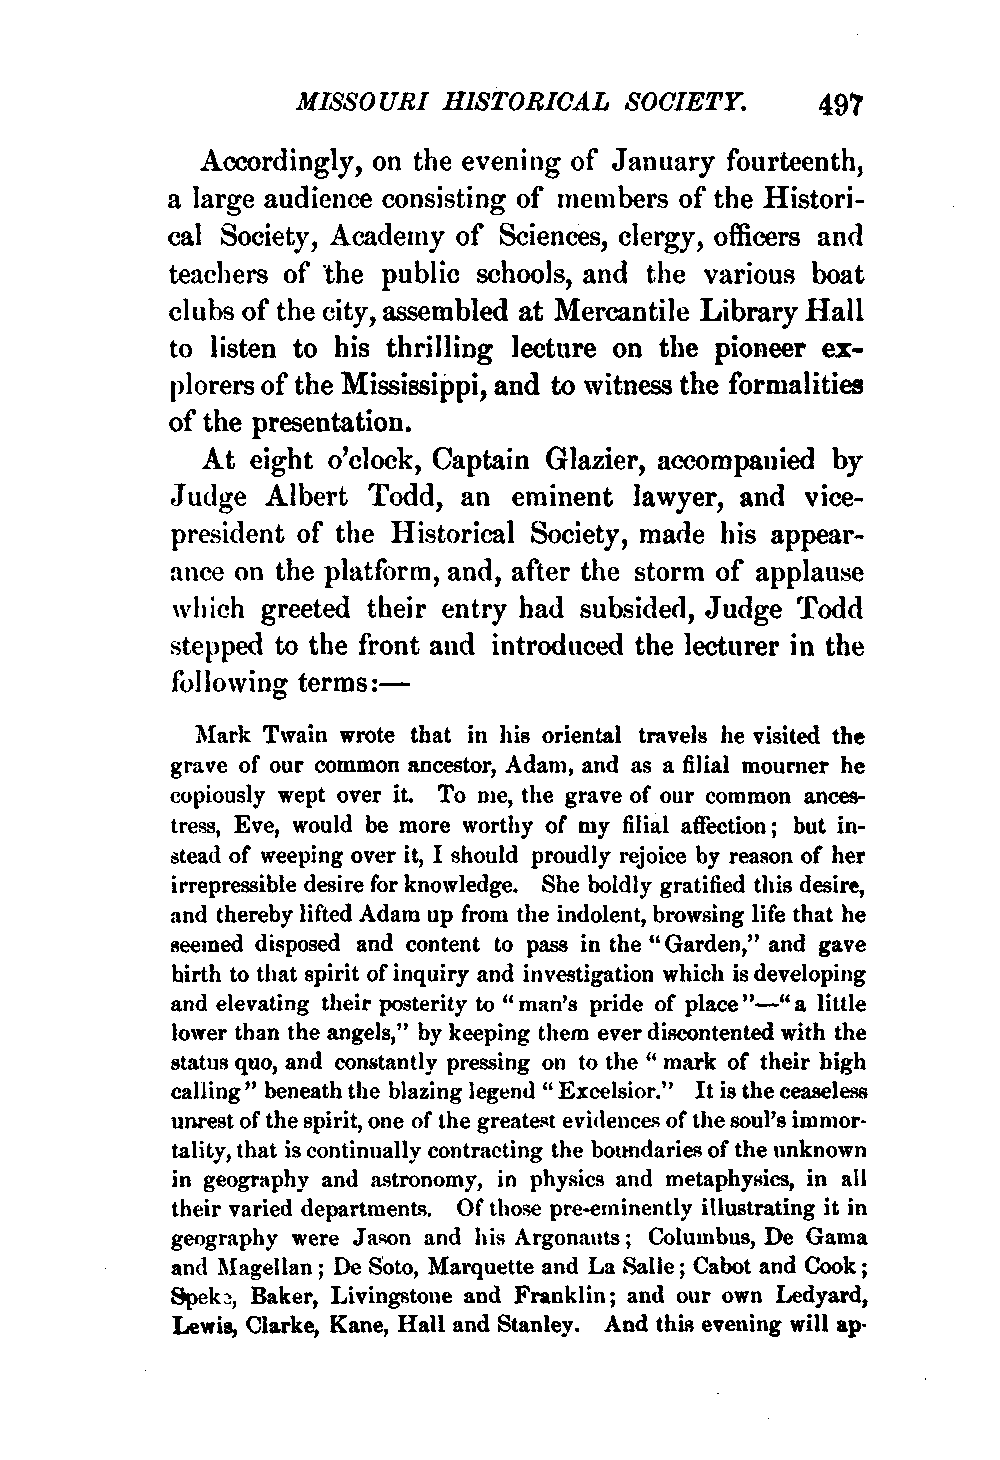 MISSOURI HISTORICAL SOCIETY. 497
Accordingly, on the evening of January fourteenth,
a large audience consisting of members of the Histori-
cal Society, Academy of Sciences, clergy, officers and
teachers of the public schools, and the various boat
clubs of the city, assembled at Mercantile Library Hall
to listen to his thrilling lecture on the pioneer ex-
plorers of the Mississippi, and to witness the formalities
of the presentation.
At eight o'clock, Captain Glazier, accompanied by
Judge Albert Todd, an eminent lawyer, and vice-
president of the Historical Society, made his appear-
ance on the platform, and, after the storm of applause
which greeted their entry had subsided, Judge Todd
stepped to the front and introduced the lecturer in the
following terms:—
Mark Twain wrote that in his oriental travels he visited the
grave of our common ancestor, Adam, and as a filial mourner he
copiously wept over it. To me, the grave of our common ances-
tress, Eve, would be more worthy of my filial affection; but in-
stead of weeping over it, I should proudly rejoice by reason of her
irrepressible desire for knowledge. She boldly gratified this desire,
and thereby lifted Adam up from the indolent, browsing life that he
seemed disposed and content to pass in the "Garden," and gave
birth to that spirit of inquiry and investigation which is developing
and elevating their posterity to "man's pride of place"—"a little
lower than the angels," by keeping them ever discontented with the
status quo, and constantly pressing on to the "mark of their high
calling" beneath the blazing legend "Excelsior." It is the ceaseless
unrest of the spirit, one of the greatest evidences of the soul's immor-
tality, that is continually contracting the boundaries of the unknown
in geography and astronomy, in physics and metaphysics, in all
their varied departments. Of those pre-eminently illustrating it in
geography were Jason and his Argonauts; Columbus, De Gama
and Magellan; De Soto, Marquette and La Salle; Cabot and Cook;
Speke, Baker, Livingstone and Franklin; and our own Ledyard,
Lewis, Clarke, Kane, Hall and Stanley. And this evening will ap-